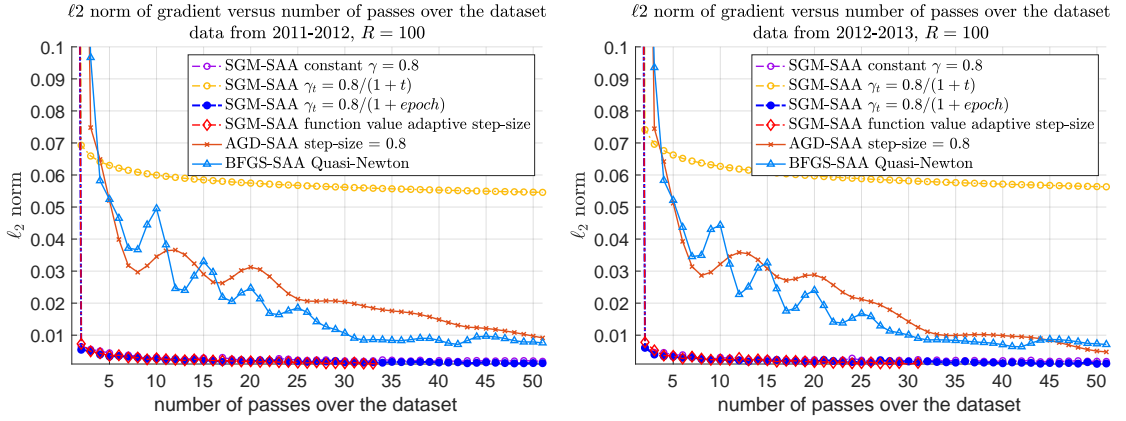 ℓ2 norm of gradient versus number of passes over the dataset
data from 2011-2012, R = 100
0.1
0.09
0.08
0.07
0.06
0.05
0.04
0.03
0.02
0.01
ℓ₂ norm
SGM-SAA constant γ = 0.8
SGM-SAA γₜ = 0.8/(1 + t)
SGM-SAA γₜ = 0.8/(1 + epoch)
SGM-SAA function value adaptive step-size
AGD-SAA step-size = 0.8
BFGS-SAA Quasi-Newton
5 10 15 20 25 30 35 40 45 50
number of passes over the dataset
ℓ2 norm of gradient versus number of passes over the dataset
data from 2012-2013, R = 100
0.1
0.09
0.08
0.07
0.06
0.05
0.04
0.03
0.02
0.01
ℓ₂ norm
SGM-SAA constant γ = 0.8
SGM-SAA γₜ = 0.8/(1 + t)
SGM-SAA γₜ = 0.8/(1 + epoch)
SGM-SAA function value adaptive step-size
AGD-SAA step-size = 0.8
BFGS-SAA Quasi-Newton
5 10 15 20 25 30 35 40 45 50
number of passes over the dataset